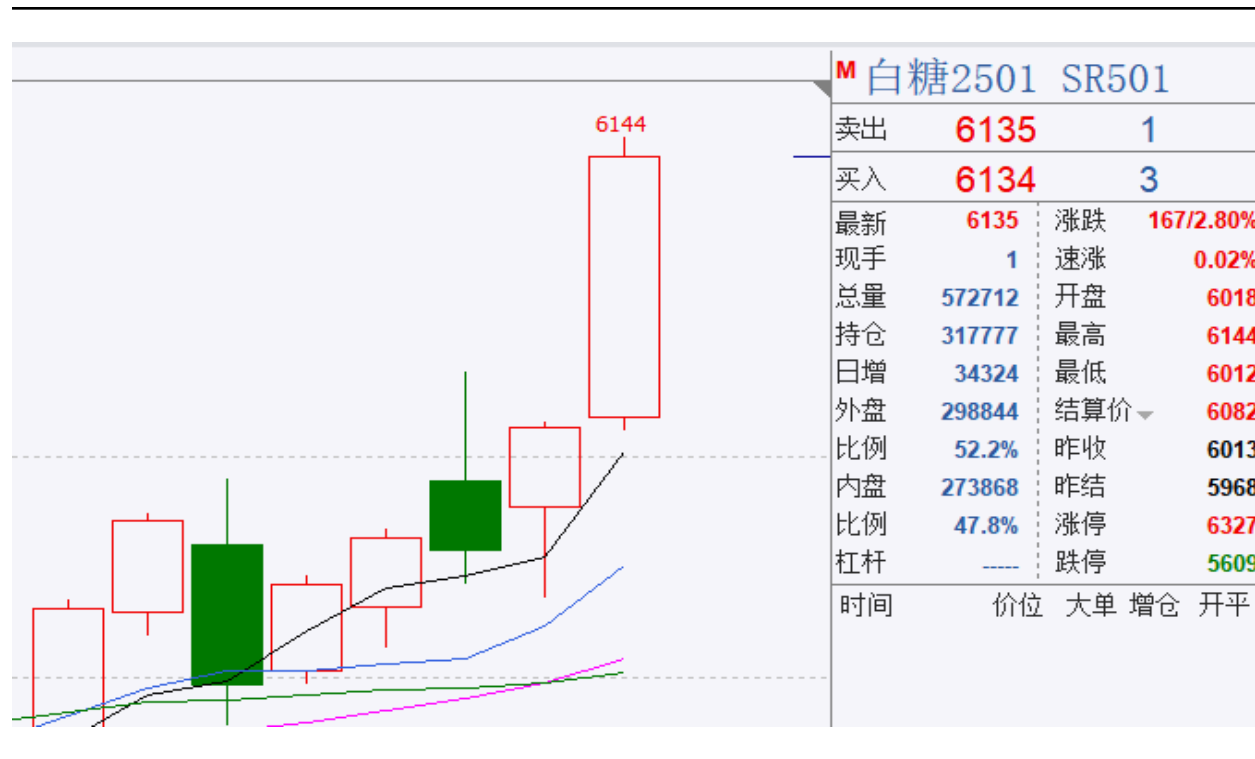 M 白糖2501 SR501
6144
卖出 6135 1
买入 6134 3
最新 6135 涨跌 167/2.80%
现手 1 速涨 0.02%
总量 572712 开盘 6018
持仓 317777 最高 6144
日增 34324 最低 6012
外盘 298844 结算价 6082
比例 52.2% 昨收 6013
内盘 273868 昨结 5968
比例 47.8% 涨停 6327
杠杆 ----- 跌停 5609
时间 价位 大单 增仓 开平